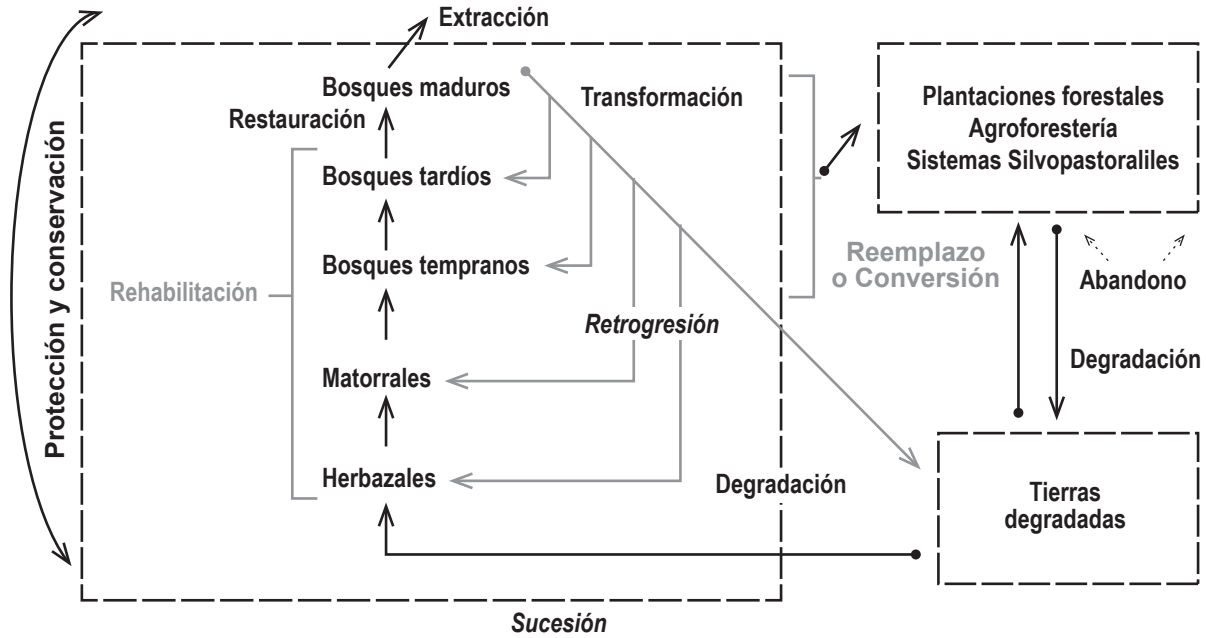 Extracción
Bosques maduros
Transformación
Restauración
Plantaciones forestales
Agroforestería
Sistemas Silvopastoraliles
Protección y conservación
Bosques tardíos
Bosques tempranos
Rehabilitación
Reemplazo
o Conversión
Abandono
Retrogresión
Degradación
Matorrales
Herbazales
Degradación
Tierras
degradadas
Sucesión